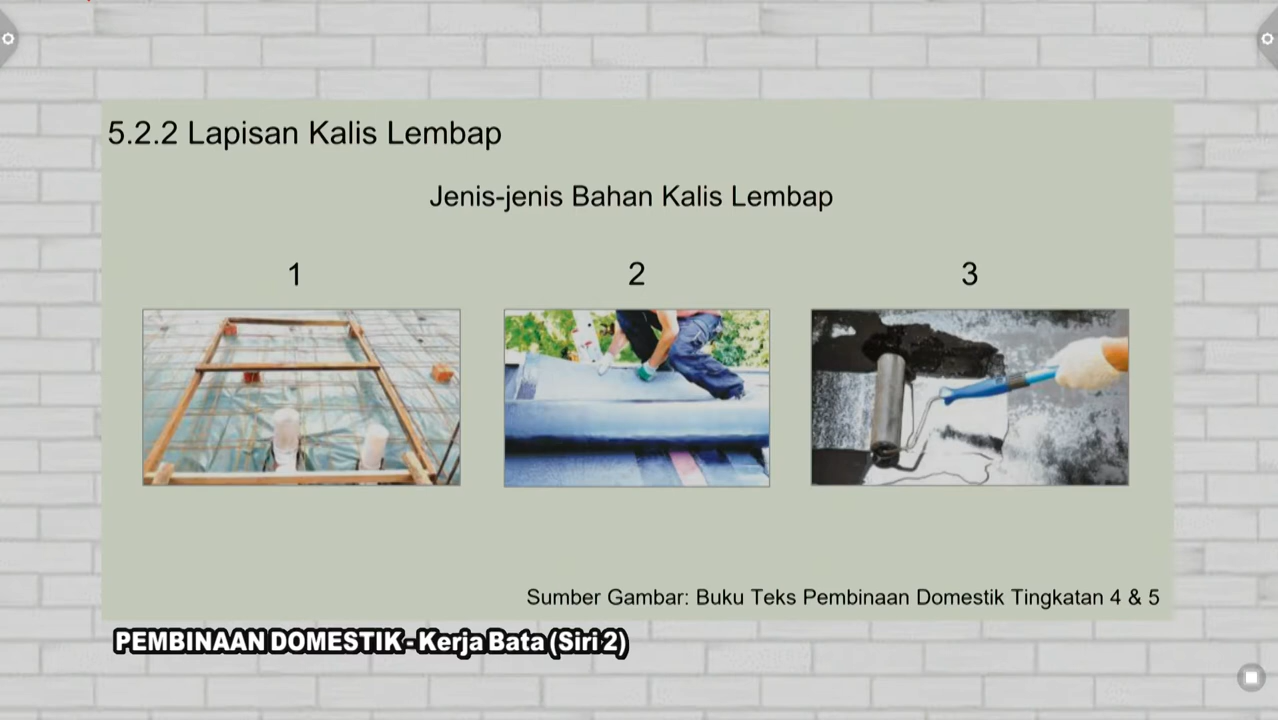 5.2.2 Lapisan Kalis Lembap
Jenis-jenis Bahan Kalis Lembap
1
2
3
Sumber Gambar: Buku Teks Pembinaan Domestik Tingkatan 4 & 5
PEMBINAAN DOMESTIK - Kerja Bata (Siri 2)